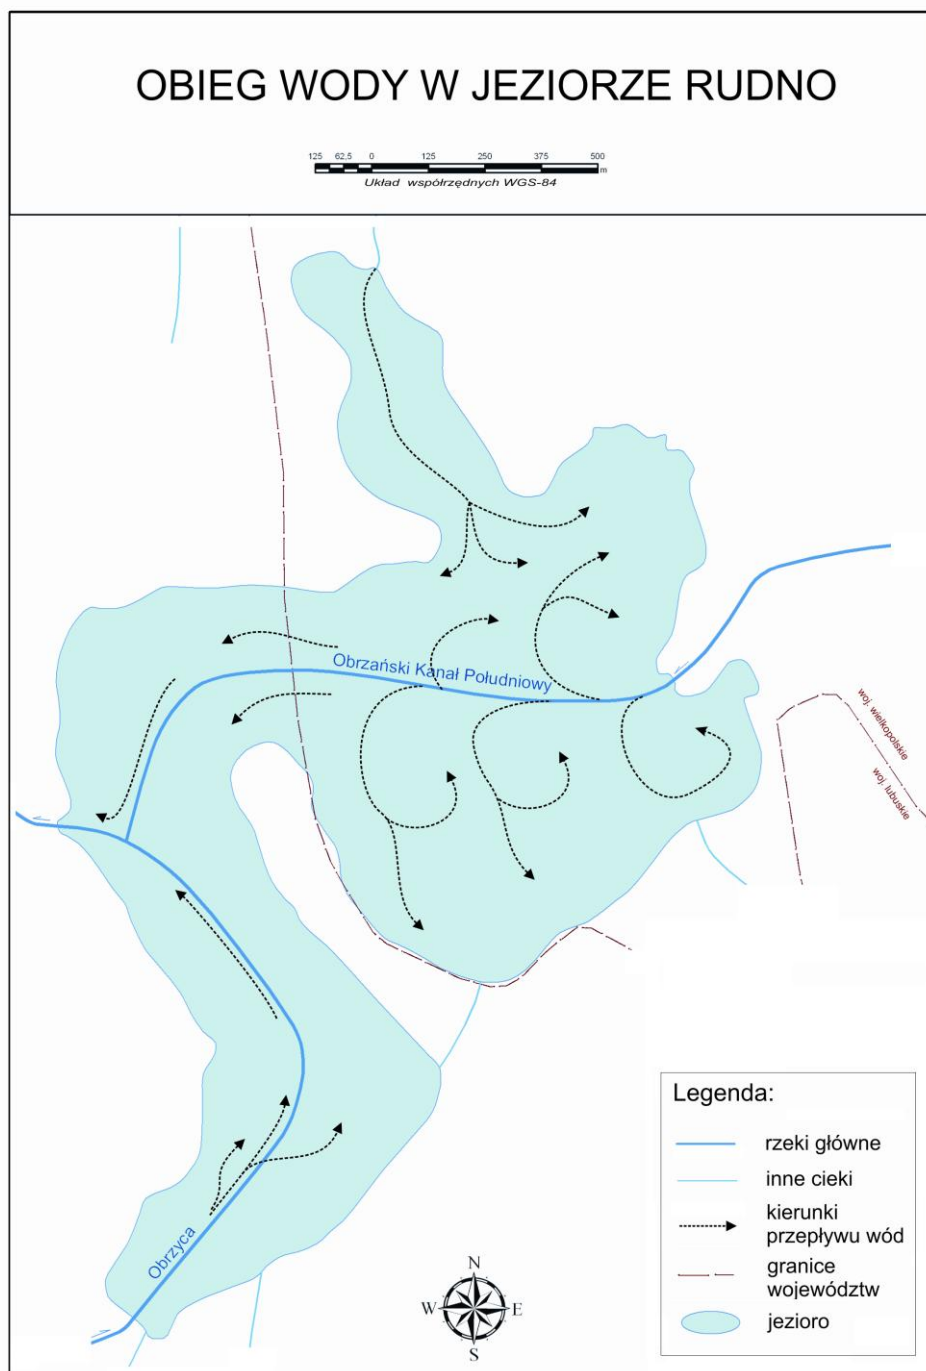 OBIEG WODY W JEZIORZE RUDNO
125 62,5 0 125 250 375 500
m
Układ współrzędnych WGS-84
Obrzański Kanał Południowy
woj. wielkopolskie
woj. lubuskie
Obrzyca
N
W E
S
Legenda:
rzeki główne
inne cieki
kierunki
przepływu wód
granice
województw
jezioro